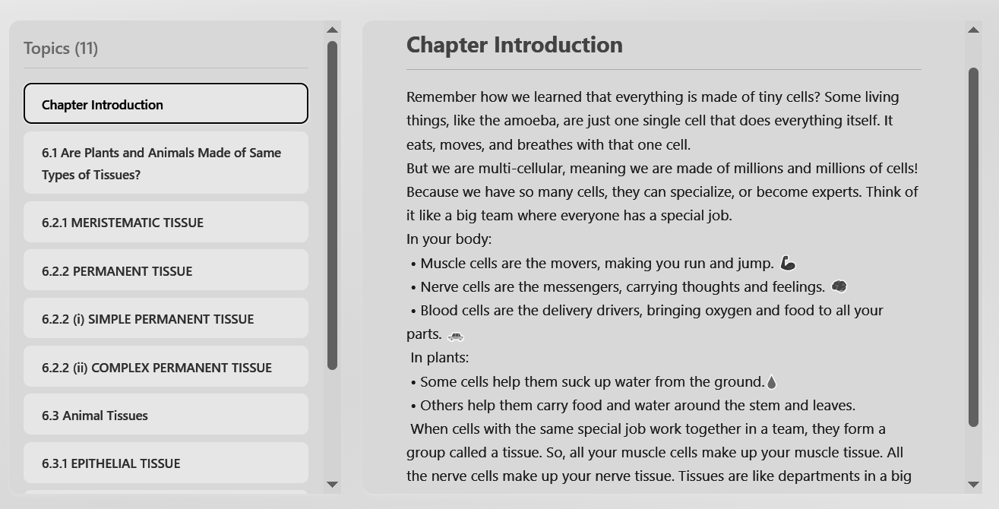 Topics (11)
Chapter Introduction
6.1 Are Plants and Animals Made of Same
Types of Tissues?
6.2.1 MERISTEMATIC TISSUE
6.2.2 PERMANENT TISSUE
6.2.2 (i) SIMPLE PERMANENT TISSUE
6.2.2 (ii) COMPLEX PERMANENT TISSUE
6.3 Animal Tissues
6.3.1 EPITHELIAL TISSUE
Chapter Introduction
Remember how we learned that everything is made of tiny cells? Some living
things, like the amoeba, are just one single cell that does everything itself. It
eats, moves, and breathes with that one cell.
But we are multi-cellular, meaning we are made of millions and millions of cells!
Because we have so many cells, they can specialize, or become experts. Think of
it like a big team where everyone has a special job.
In your body:
• Muscle cells are the movers, making you run and jump. 💪
• Nerve cells are the messengers, carrying thoughts and feelings. 🧠
• Blood cells are the delivery drivers, bringing oxygen and food to all your
parts. 🚗
In plants:
• Some cells help them suck up water from the ground.💧
• Others help them carry food and water around the stem and leaves.
When cells with the same special job work together in a team, they form a
group called a tissue. So, all your muscle cells make up your muscle tissue. All
the nerve cells make up your nerve tissue. Tissues are like departments in a big